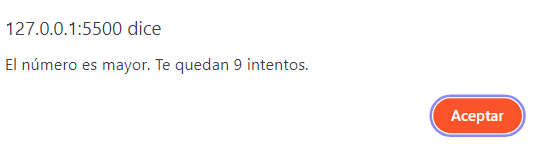 127.0.0.1:5500 dice
El número es mayor. Te quedan 9 intentos.
Aceptar